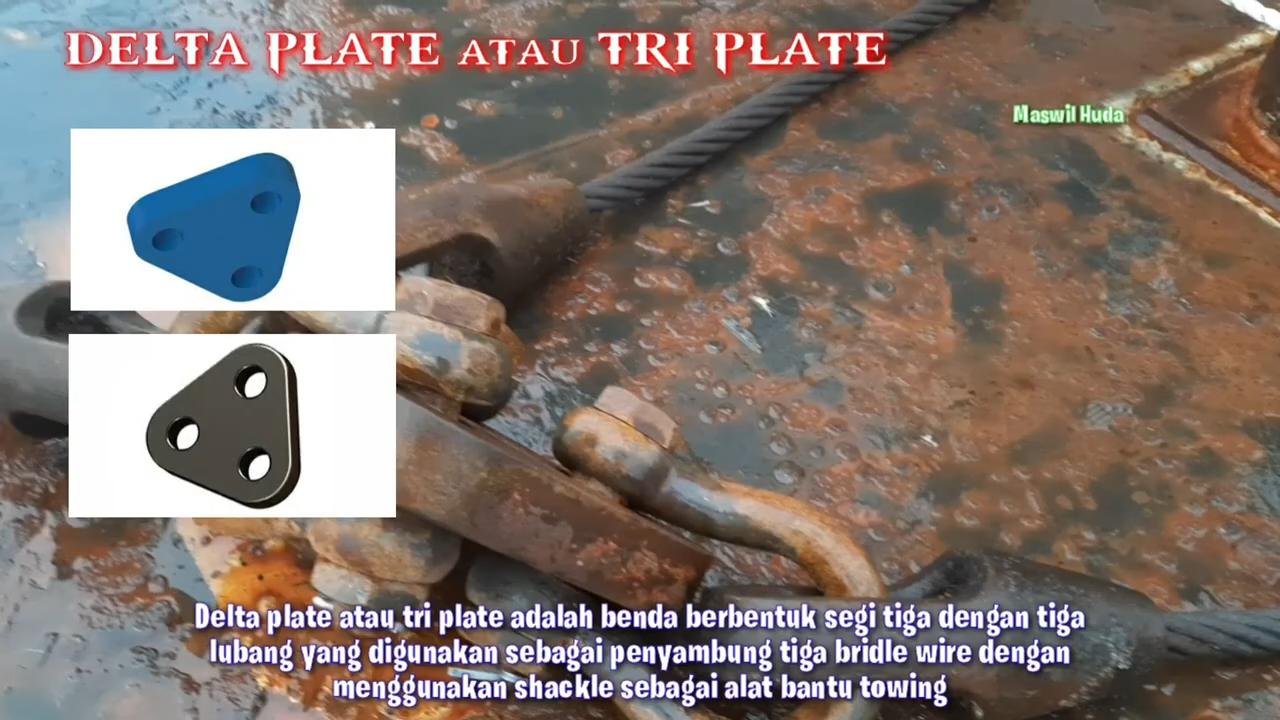 DELTA PLATE ATAU TRI PLATE
Maswil Huda
Delta plate atau tri plate adalah benda berbentuk segi tiga dengan tiga
lubang yang digunakan sebagai penyambung tiga bridle wire dengan
menggunakan shackle sebagai alat bantu towing